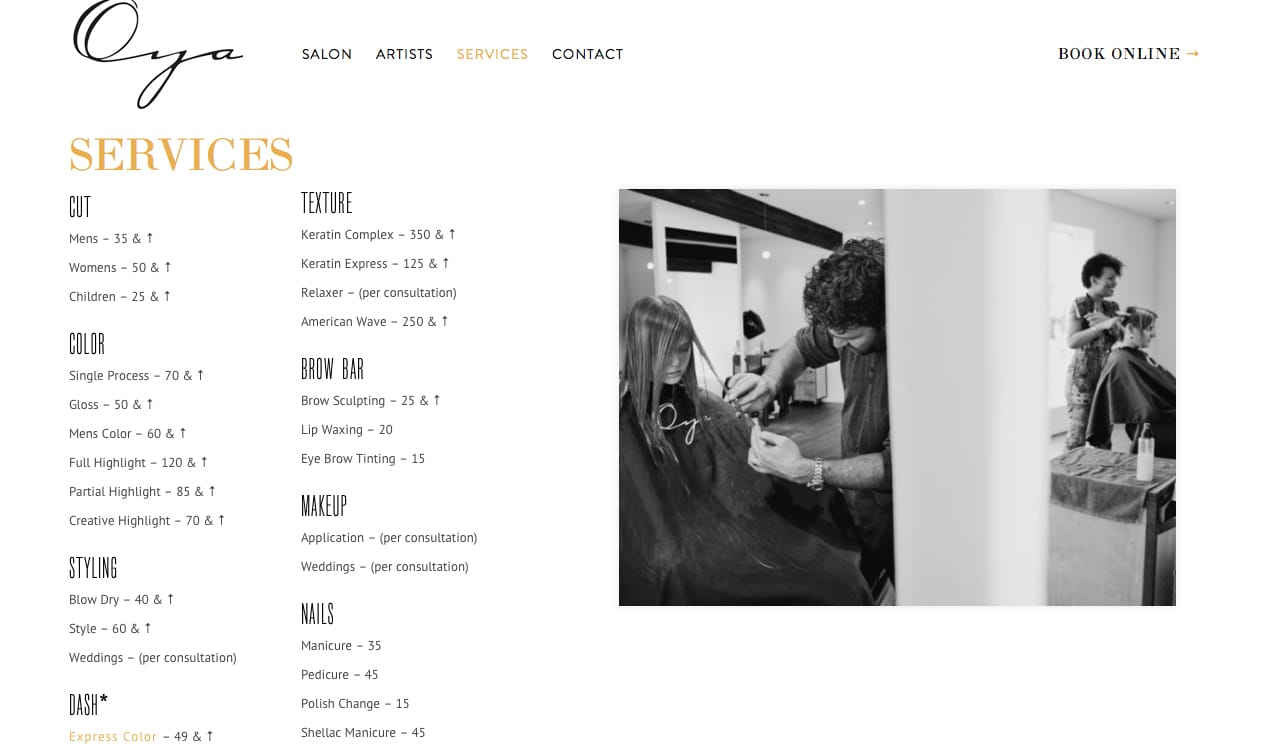 Oya
SALON
ARTISTS
SERVICES
CONTACT
BOOK ONLINE →
SERVICES
CUT
Mens – 35 & ↑
Womens – 50 & ↑
Children – 25 & ↑
COLOR
Single Process – 70 & ↑
Gloss – 50 & ↑
Mens Color – 60 & ↑
Full Highlight – 120 & ↑
Partial Highlight – 85 & ↑
Creative Highlight – 70 & ↑
STYLING
Blow Dry – 40 & ↑
Style – 60 & ↑
Weddings – (per consultation)
DASH*
Express Color – 49 & ↑
TEXTURE
Keratin Complex – 350 & ↑
Keratin Express – 125 & ↑
Relaxer – (per consultation)
American Wave – 250 & ↑
BROW BAR
Brow Sculpting – 25 & ↑
Lip Waxing – 20
Eye Brow Tinting – 15
MAKEUP
Application – (per consultation)
Weddings – (per consultation)
NAILS
Manicure – 35
Pedicure – 45
Polish Change – 15
Shellac Manicure – 45
Oya